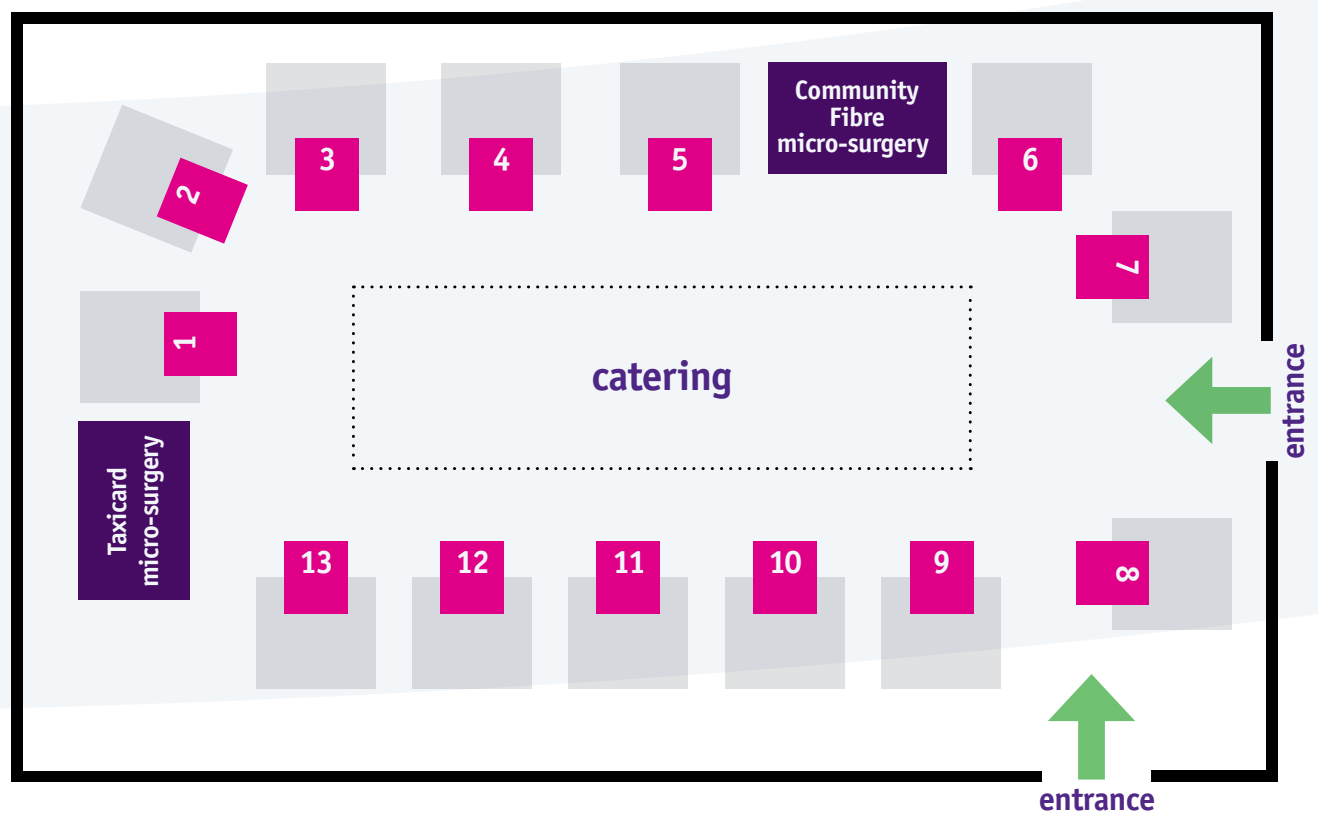 Community
Fibre
micro-surgery
3
4
5
6
2
7
1
catering
entrance
Taxicard
micro-surgery
13
12
11
10
9
8
entrance